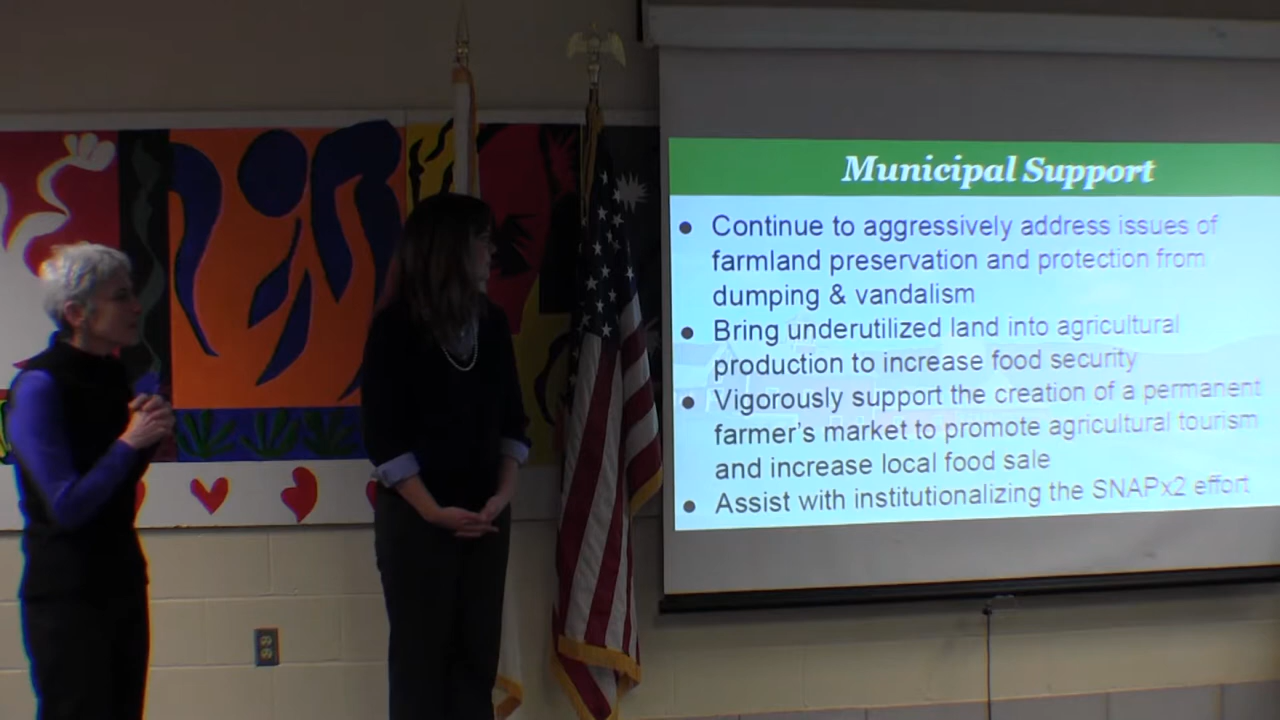 Municipal Support
● Continue to aggressively address issues of
farmland preservation and protection from
dumping & vandalism
● Bring underutilized land into agricultural
production to increase food security
● Vigorously support the creation of a permanent
farmer's market to promote agricultural tourism
and increase local food sale
● Assist with institutionalizing the SNAPx2 effort